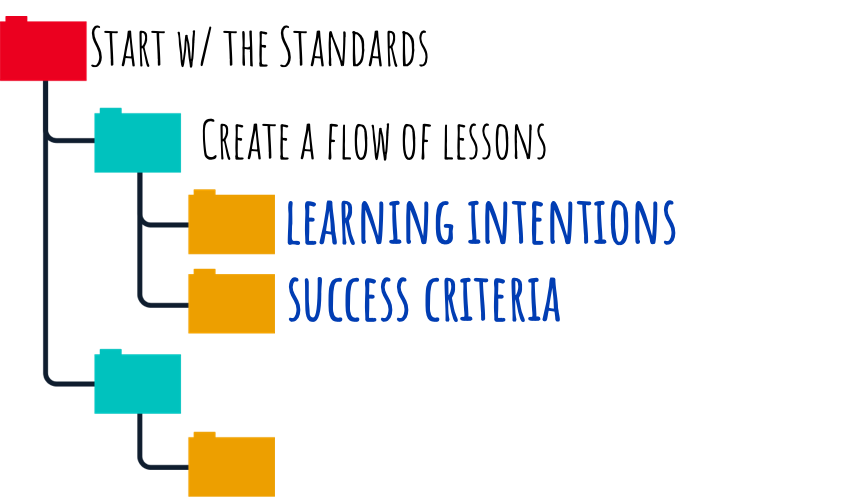 Start w/ the Standards
Create a flow of lessons
learning intentions
success criteria